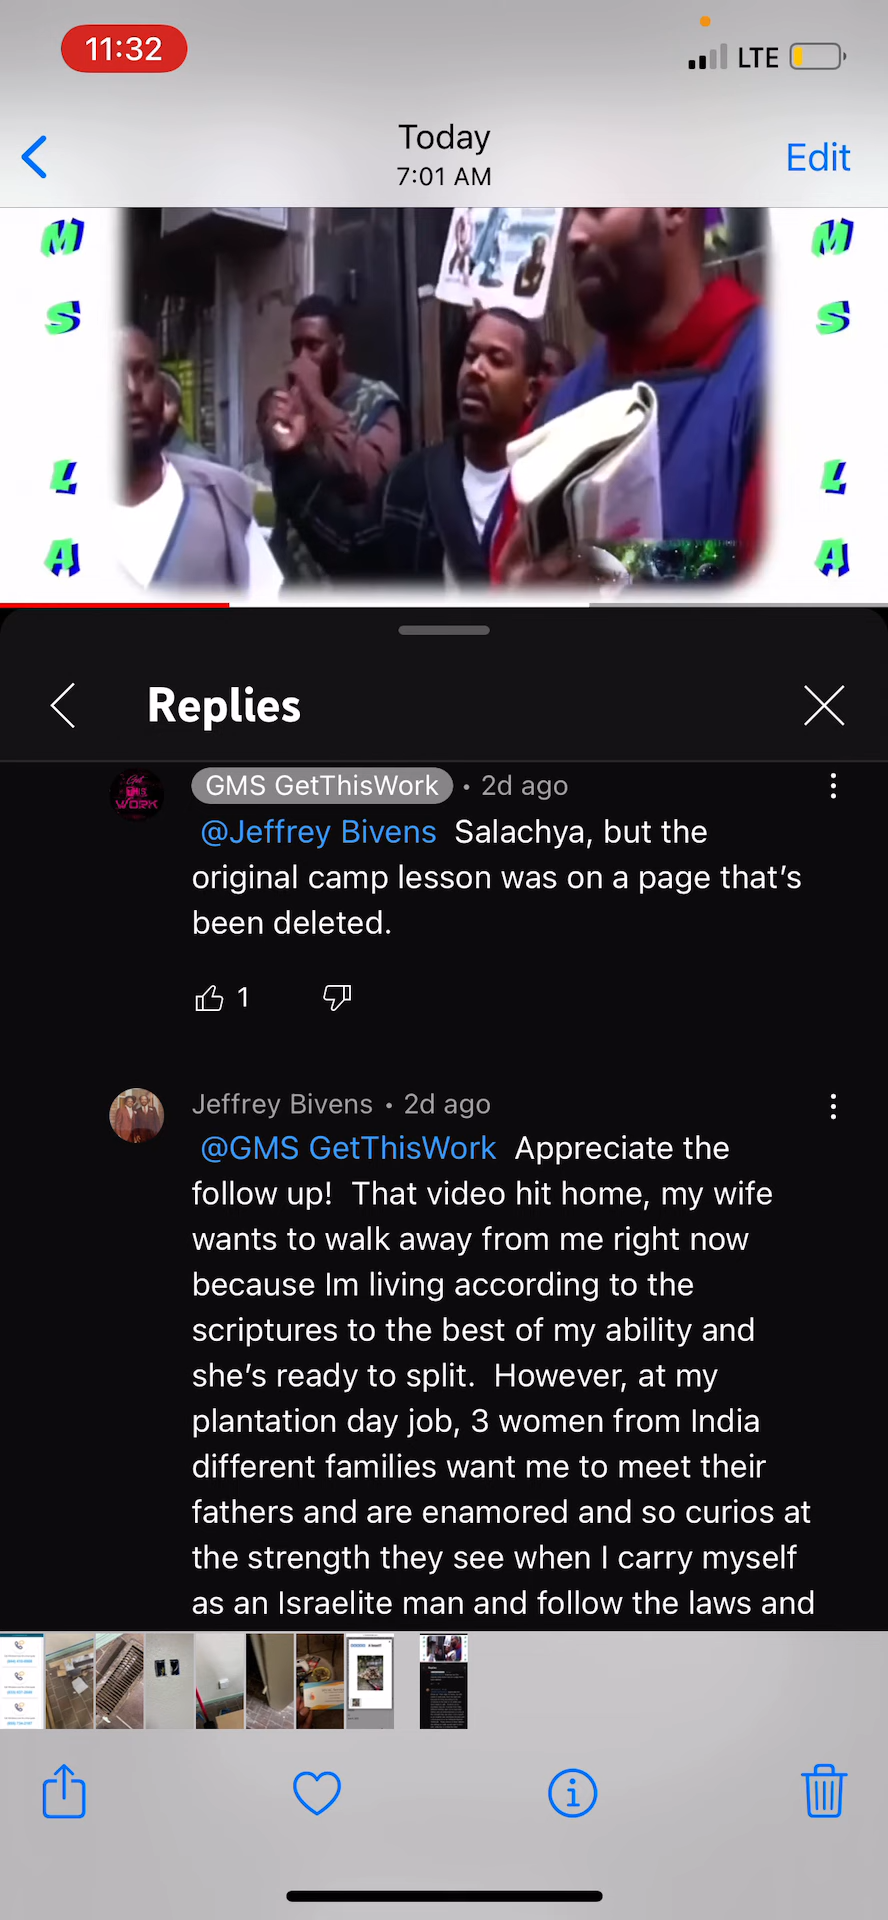 11:32
LTE
Today
7:01 AM
Edit
M M
S S
L L
A A
Replies
Get
THIS
WORK
GMS GetThisWork • 2d ago
@Jeffrey Bivens Salachya, but the
original camp lesson was on a page that’s
been deleted.
1
Jeffrey Bivens • 2d ago
@GMS GetThisWork Appreciate the
follow up! That video hit home, my wife
wants to walk away from me right now
because Im living according to the
scriptures to the best of my ability and
she’s ready to split. However, at my
plantation day job, 3 women from India
different families want me to meet their
fathers and are enamored and so curios at
the strength they see when I carry myself
as an Israelite man and follow the laws and